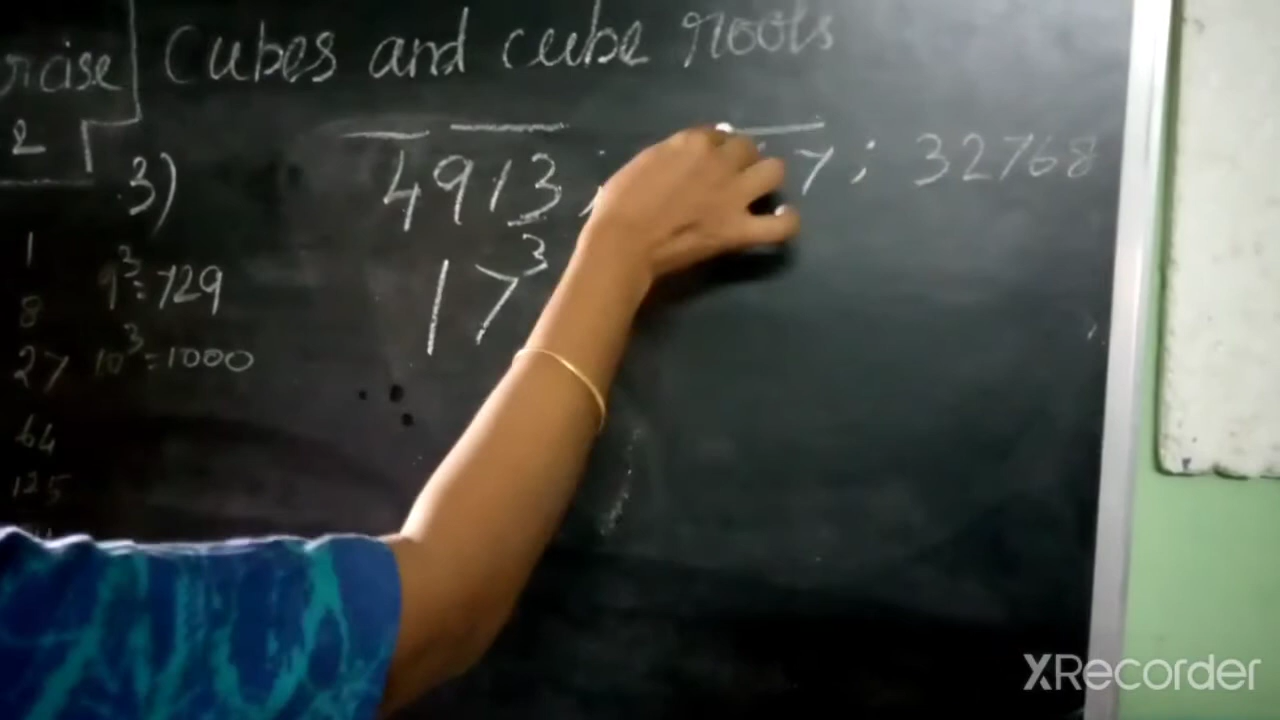 rcise Cubes and cube roots
2
3) 4913 ; 7 ; 32768
17³
1 9³=729
8
27 10³=1000
64
125
XRecorder